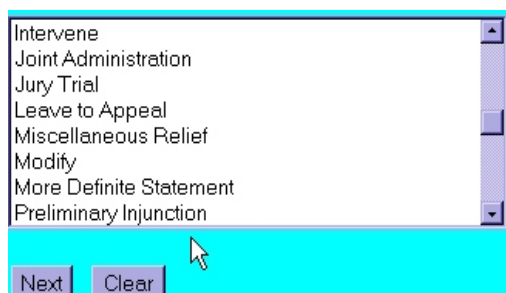 Intervene
Joint Administration
Jury Trial
Leave to Appeal
Miscellaneous Relief
Modify
More Definite Statement
Preliminary Injunction
Next Clear